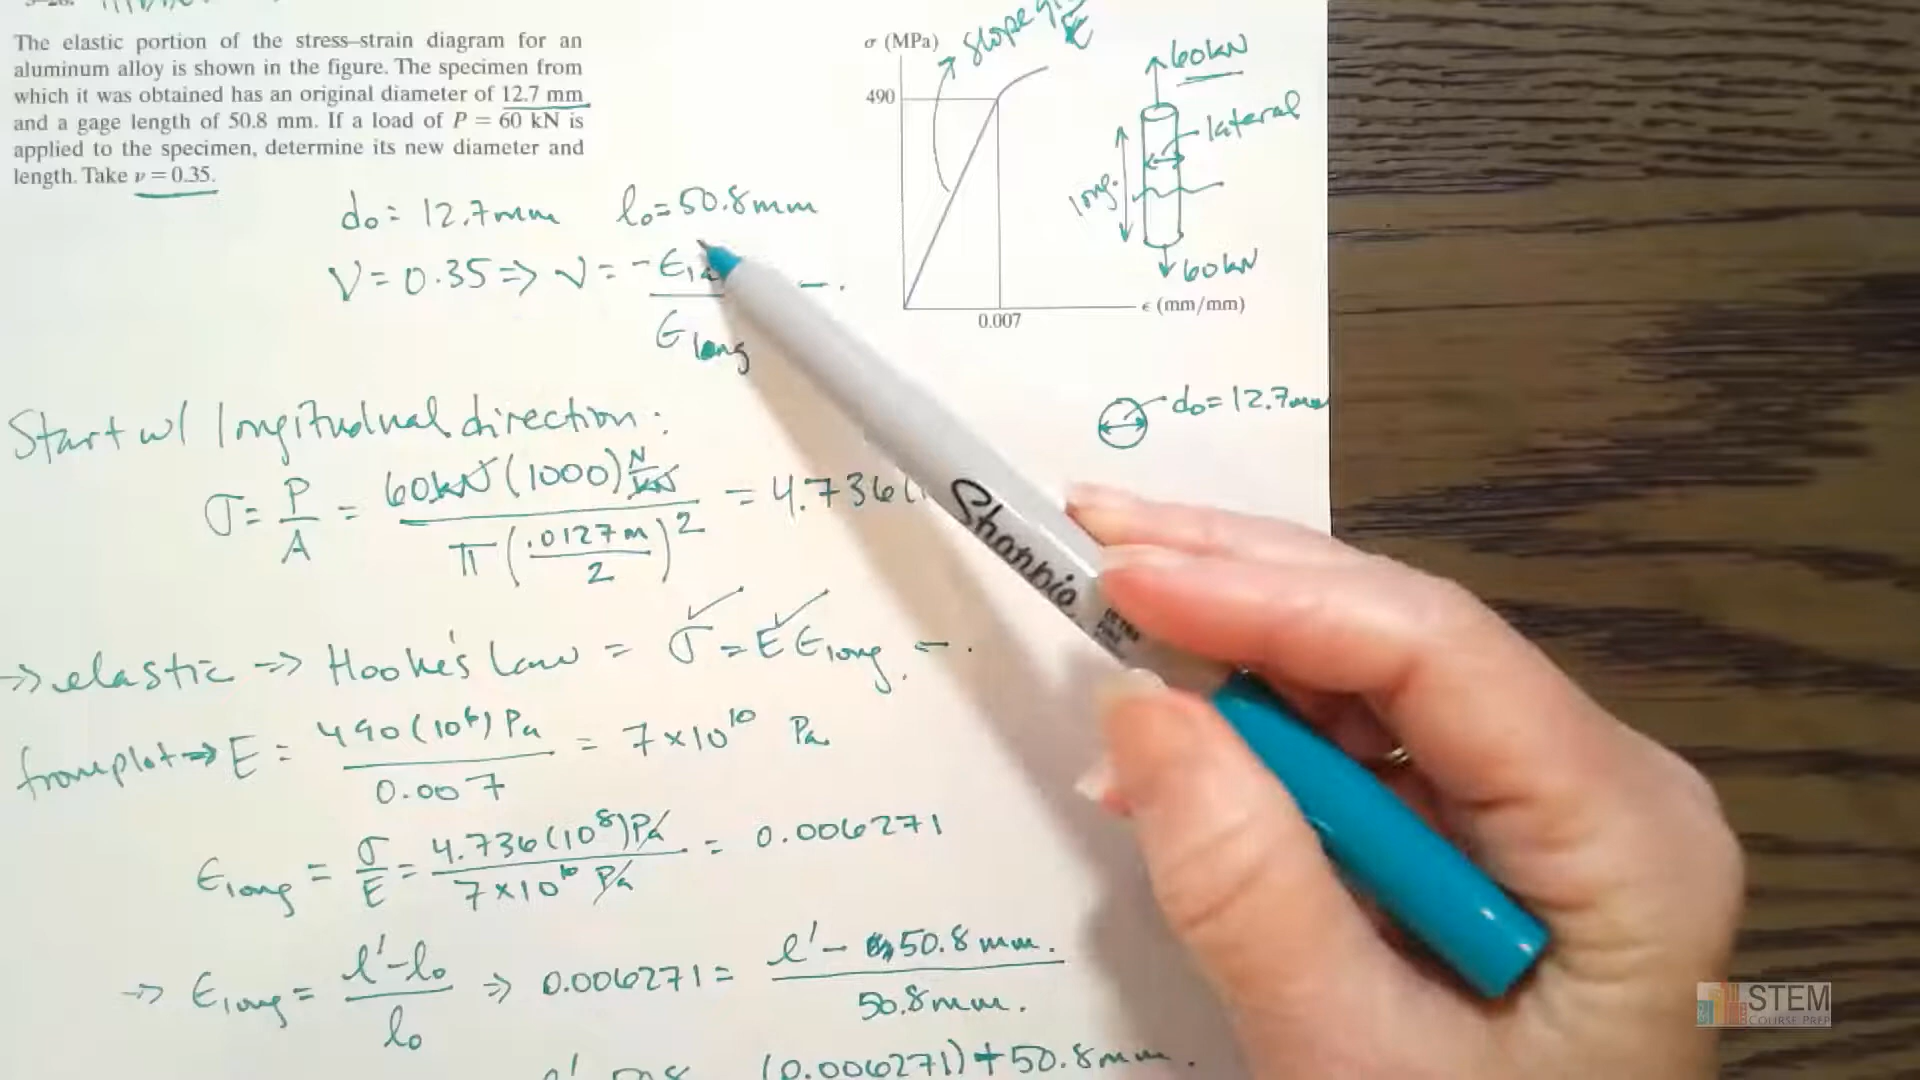 The elastic portion of the stress–strain diagram for an
aluminum alloy is shown in the figure. The specimen from
which it was obtained has an original diameter of 12.7 mm
and a gage length of 50.8 mm. If a load of P = 60 kN is
applied to the specimen, determine its new diameter and
length. Take ν = 0.35.
σ (MPa)
slope
E
490
0.007
ϵ (mm/mm)
60kN
lateral
long.
60kN
d₀ = 12.7mm l₀ = 50.8mm
ν = 0.35 => ν = -ϵ
ϵ long
d₀ = 12.7mm
Start w/ longitudinal direction:
σ = P/A = 60kN (1000) N/kN / π (.0127m / 2)² = 4.736
Sharpie
-> elastic => Hooke's Law = σ = E ϵ long
from plot => E = 490(10⁶) Pa / 0.007 = 7 × 10¹⁰ Pa
ϵ long = σ/E = 4.736(10⁸) Pa / 7 × 10¹⁰ Pa = 0.006271
-> ϵ long = l' - l₀ / l₀ => 0.006271 = l' - 50.8 mm. / 50.8mm.
(0.006271) + 50.8mm.
STEM
COURSE PREP